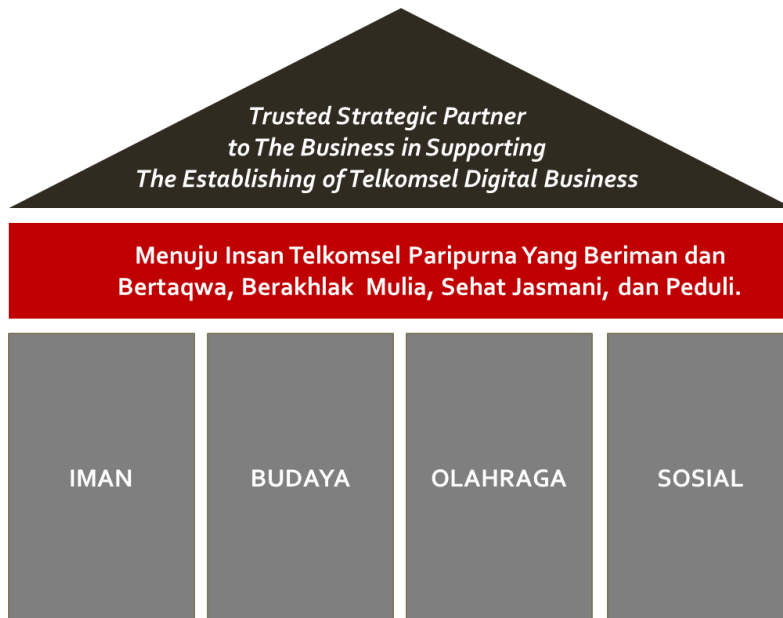 Trusted Strategic Partner
to The Business in Supporting
The Establishing of Telkomsel Digital Business
Menuju Insan Telkomsel Paripurna Yang Beriman dan
Bertaqwa, Berakhlak Mulia, Sehat Jasmani, dan Peduli.
IMAN
BUDAYA
OLAHRAGA
SOSIAL